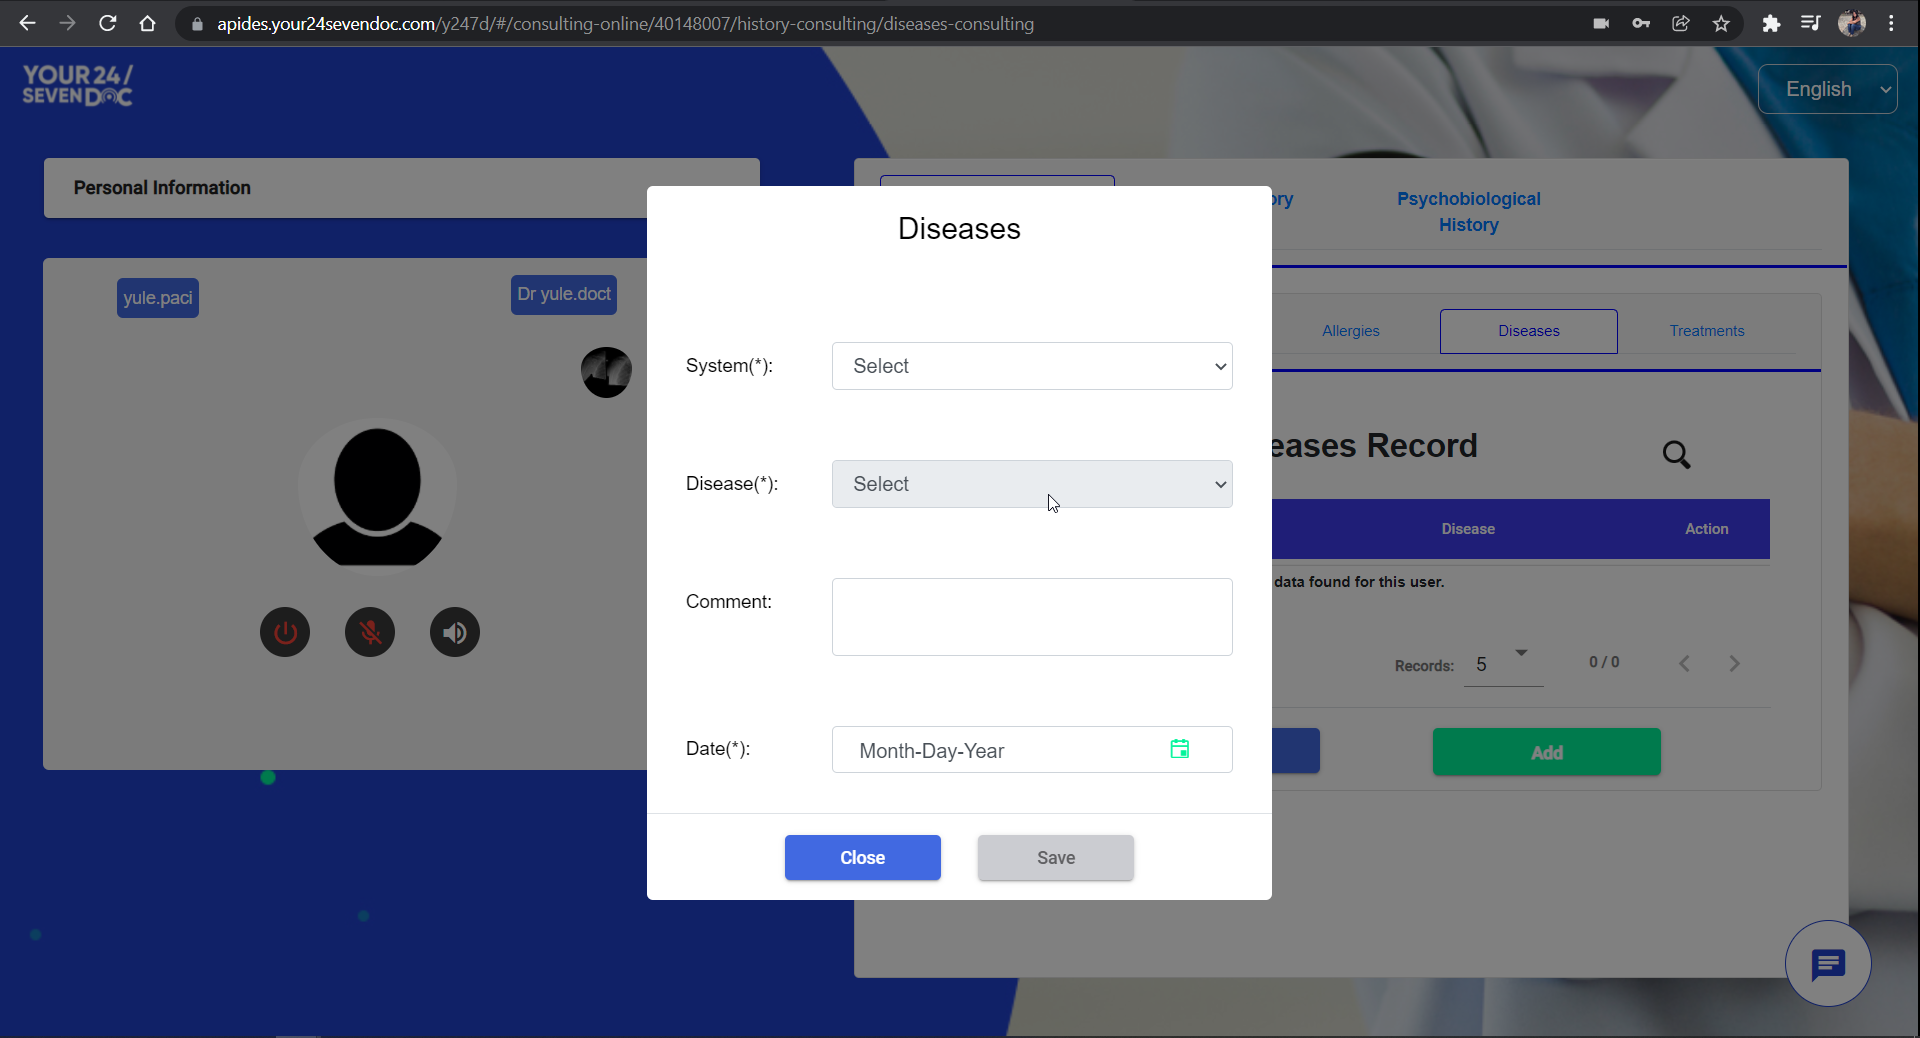 apides.your24sevendoc.com/y247d/#/consulting-online/40148007/history-consulting/diseases-consulting
YOUR 24/
SEVEN DOC
English
Personal Information
ory
Psychobiological
History
yule.paci
Dr yule.doct
Diseases
Allergies
Diseases
Treatments
System(*):
Select
eases Record
Disease(*):
Select
Disease
Action
data found for this user.
Comment:
Records:
5
0 / 0
Date(*):
Month-Day-Year
Add
Close
Save